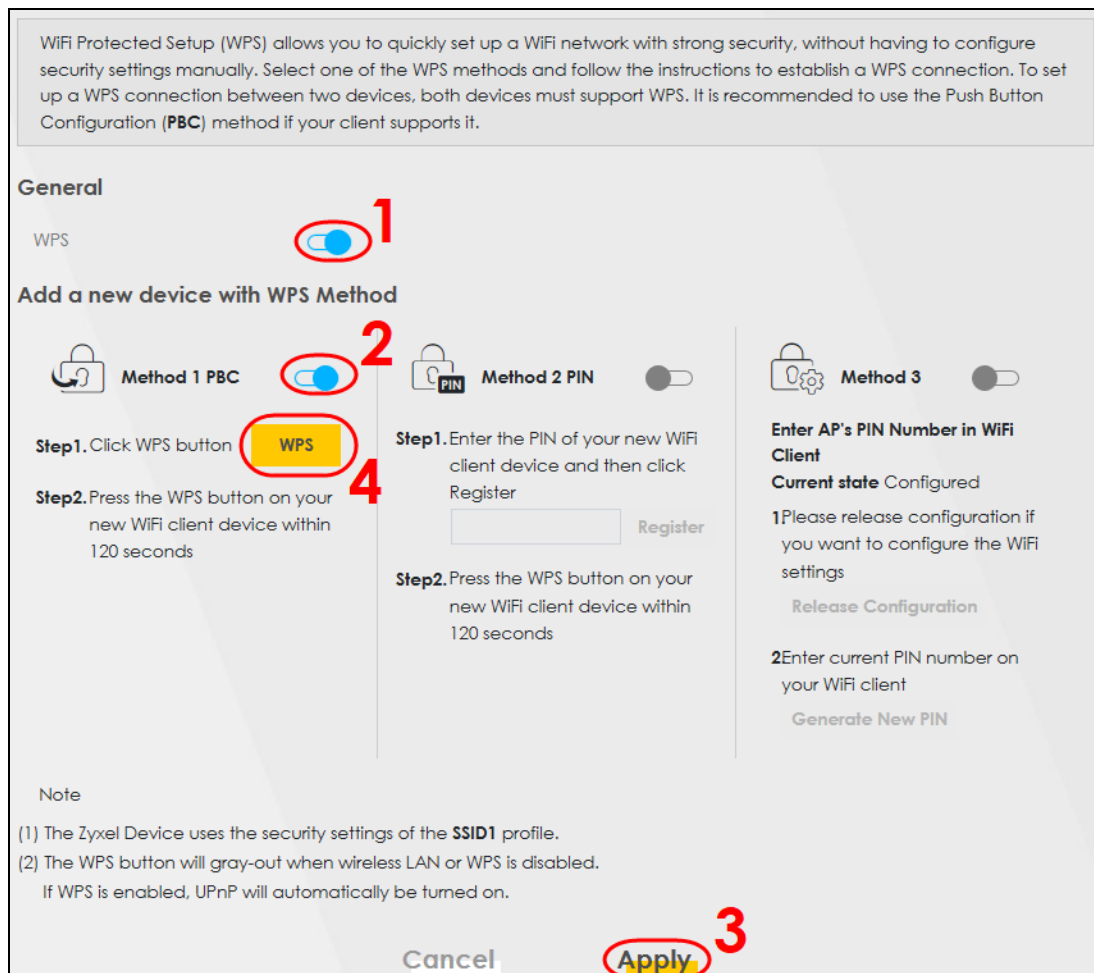 WiFi Protected Setup (WPS) allows you to quickly set up a WiFi network with strong security, without having to configure
security settings manually. Select one of the WPS methods and follow the instructions to establish a WPS connection. To set
up a WPS connection between two devices, both devices must support WPS. It is recommended to use the Push Button
Configuration (PBC) method if your client supports it.
General
WPS
1
Add a new device with WPS Method
Method 1 PBC
2
Step1. Click WPS button
WPS
4
Step2. Press the WPS button on your
new WiFi client device within
120 seconds
PIN
Method 2 PIN
Step1. Enter the PIN of your new WiFi
client device and then click
Register
Register
Step2. Press the WPS button on your
new WiFi client device within
120 seconds
Method 3
Enter AP's PIN Number in WiFi
Client
Current state Configured
1Please release configuration if
you want to configure the WiFi
settings
Release Configuration
2Enter current PIN number on
your WiFi client
Generate New PIN
Note
(1) The Zyxel Device uses the security settings of the SSID1 profile.
(2) The WPS button will gray-out when wireless LAN or WPS is disabled.
If WPS is enabled, UPnP will automatically be turned on.
Cancel
Apply
3